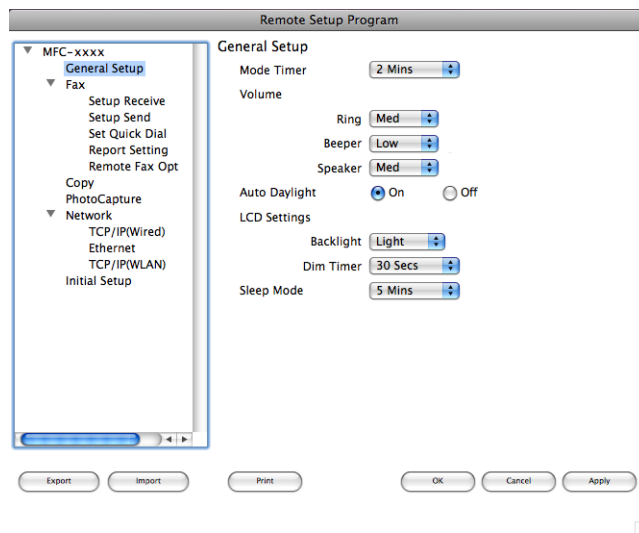 Remote Setup Program
MFC-xxxx
General Setup
Fax
Setup Receive
Setup Send
Set Quick Dial
Report Setting
Remote Fax Opt
Copy
PhotoCapture
Network
TCP/IP(Wired)
Ethernet
TCP/IP(WLAN)
Initial Setup
General Setup
Mode Timer 2 Mins
Volume
Ring Med
Beeper Low
Speaker Med
Auto Daylight On Off
LCD Settings
Backlight Light
Dim Timer 30 Secs
Sleep Mode 5 Mins
Export Import Print OK Cancel Apply